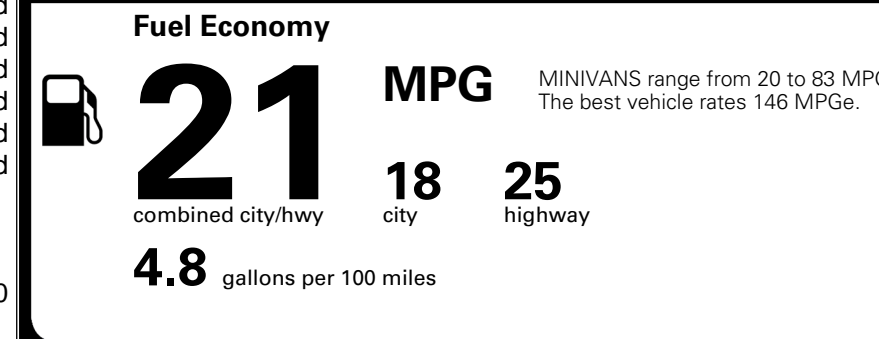 Fuel Economy
21 MPG
MINIVANS range from 20 to 83
The best vehicle rates 146 MPGe.
18 25
combined city/hwy city highway
4.8 gallons per 100 miles